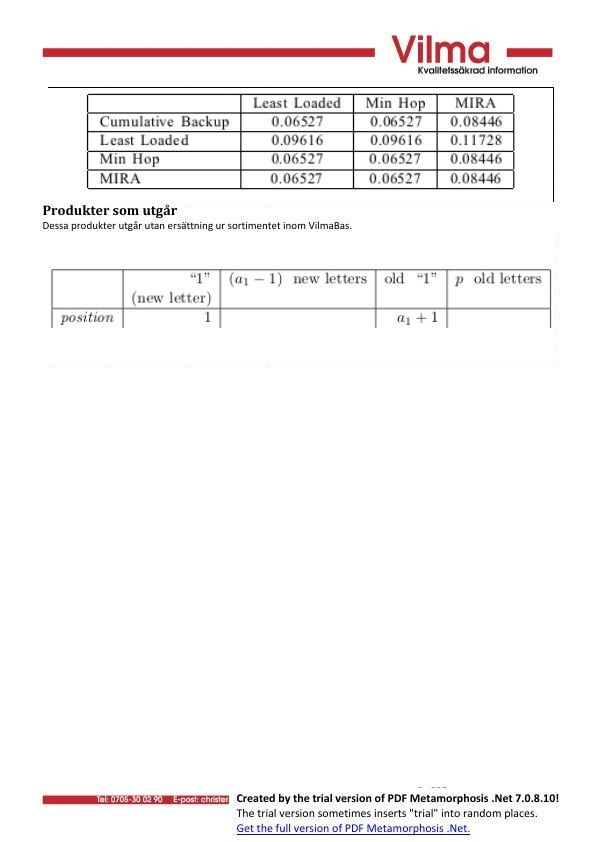 Vilma
Kvalitetssäkrad information
Least Loaded Min Hop MIRA
Cumulative Backup 0.06527 0.06527 0.08446
Least Loaded 0.09616 0.09616 0.11728
Min Hop 0.06527 0.06527 0.08446
MIRA 0.06527 0.06527 0.08446
Produkter som utgår
Dessa produkter utgår utan ersättning ur sortimentet inom VilmaBas.
“1” (a₁ − 1) new letters old “1” p old letters
(new letter)
position 1 a₁ + 1
Tel: 0705-30 02 90 E-post: christer
Created by the trial version of PDF Metamorphosis .Net 7.0.8.10!
The trial version sometimes inserts "trial" into random places.
Get the full version of PDF Metamorphosis .Net.